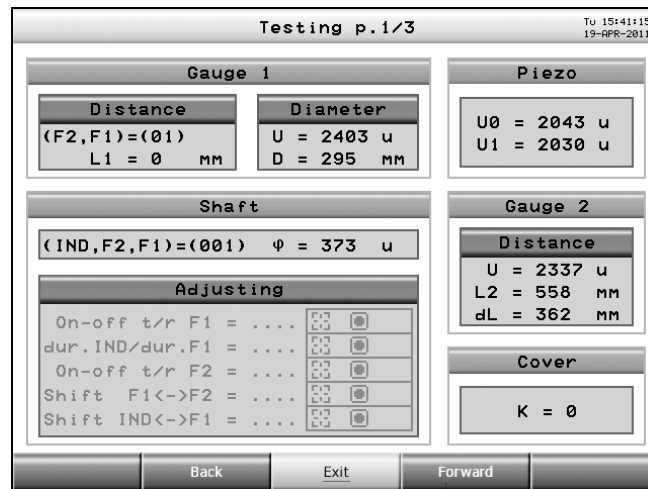 Testing p.1/3
Tu 15:41:15
19-APR-2011
Gauge 1
Distance
(F2,F1)=(01)
L1 = 0 мм
Diameter
U = 2403 u
D = 295 мм
Piezo
U0 = 2043 u
U1 = 2030 u
Shaft
(IND,F2,F1)=(001) φ = 373 u
Adjusting
On-off t/r F1 = ....
dur.IND/dur.F1 = ....
On-off t/r F2 = ....
Shift F1<->F2 = ....
Shift IND<->F1 = ....
Gauge 2
Distance
U = 2337 u
L2 = 558 мм
dL = 362 мм
Cover
K = 0
Back
Exit
Forward